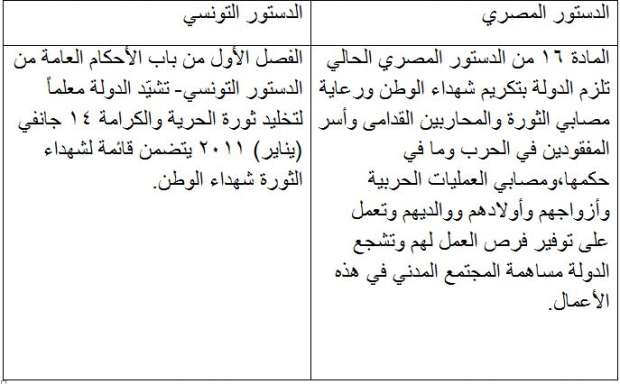 الدستور المصري
الدستور التونسي
المادة ١٦ من الدستور المصري الحالي
تلزم الدولة بتكريم شهداء الوطن ورعاية
مصابي الثورة والمحاربين القدامى وأسر
المفقودين في الحرب وما في
حكمها،ومصابي العمليات الحربية
وأزواجهم وأولادهم ووالديهم وتعمل
على توفير فرص العمل لهم وتشجع
الدولة مساهمة المجتمع المدني في هذه
الأعمال.
الفصل الأول من باب الأحكام العامة من
الدستور التونسي- تشيّد الدولة معلماً
لتخليد ثورة الحرية والكرامة ١٤ جانفي
(يناير) ٢٠١١ يتضمن قائمة لشهداء
الثورة شهداء الوطن.